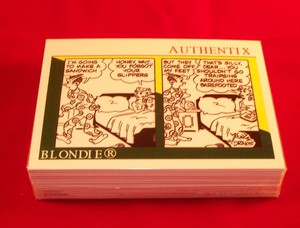 AUTHENTIX
I'M GOING
TO MAKE A
SANDWICH
HONEY, WAIT,
YOU FORGOT
YOUR
SLIPPERS
BUT THEY
COME OFF
MY FEET
THAT'S SILLY,
DEAR... YOU
SHOULDN'T GO
TRAIPSING
AROUND HERE
BAREFOOTED
BLONDIE®